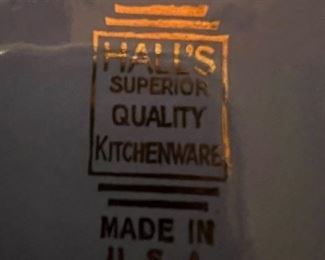 HALL'S
SUPERIOR
QUALITY
KITCHENWARE
MADE IN
U.S.A.